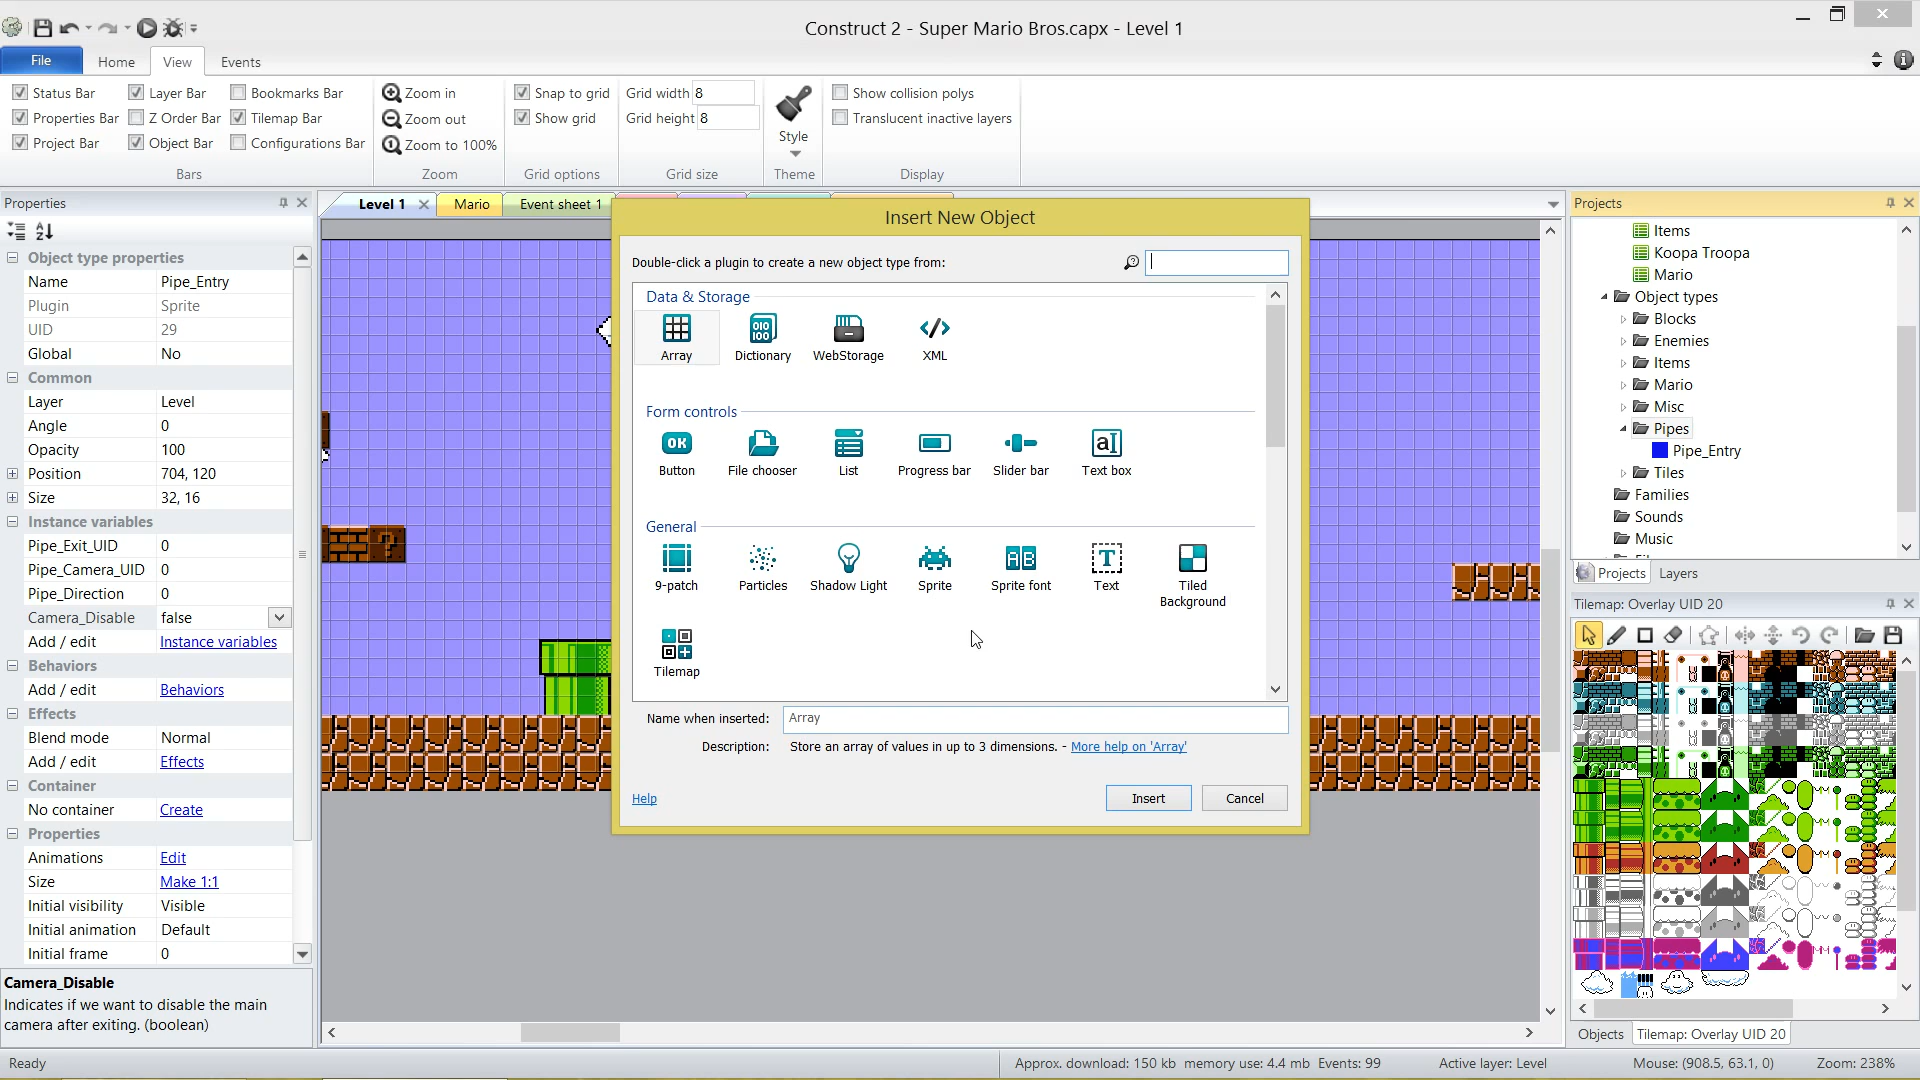 Construct 2 - Super Mario Bros.capx - Level 1
File
Home
View
Events
Status Bar
Layer Bar
Bookmarks Bar
Properties Bar
Z Order Bar
Tilemap Bar
Project Bar
Object Bar
Configurations Bar
Bars
Zoom in
Zoom out
Zoom to 100%
Zoom
Snap to grid
Show grid
Grid options
Grid width 8
Grid height 8
Grid size
Style
Theme
Show collision polys
Translucent inactive layers
Display
Properties
Object type properties
Name Pipe_Entry
Plugin Sprite
UID 29
Global No
Common
Layer Level
Angle 0
Opacity 100
Position 704, 120
Size 32, 16
Instance variables
Pipe_Exit_UID 0
Pipe_Camera_UID 0
Pipe_Direction 0
Camera_Disable false
Add / edit Instance variables
Behaviors
Add / edit Behaviors
Effects
Blend mode Normal
Add / edit Effects
Container
No container Create
Properties
Animations Edit
Size Make 1:1
Initial visibility Visible
Initial animation Default
Initial frame 0
Camera_Disable
Indicates if we want to disable the main
camera after exiting. (boolean)
Level 1
Mario
Event sheet 1
Insert New Object
Double-click a plugin to create a new object type from:
Data & Storage
Array
Dictionary
WebStorage
XML
Form controls
Button
File chooser
List
Progress bar
Slider bar
Text box
General
9-patch
Particles
Shadow Light
Sprite
Sprite font
Text
Tiled
Background
Tilemap
Name when inserted: Array
Description: Store an array of values in up to 3 dimensions. - More help on 'Array'
Help
Insert
Cancel
Projects
Items
Koopa Troopa
Mario
Object types
Blocks
Enemies
Items
Mario
Misc
Pipes
Pipe_Entry
Tiles
Families
Sounds
Music
Projects
Layers
Tilemap: Overlay UID 20
Objects
Tilemap: Overlay UID 20
Ready
Approx. download: 150 kb memory use: 4.4 mb Events: 99
Active layer: Level
Mouse: (908.5, 63.1, 0)
Zoom: 238%